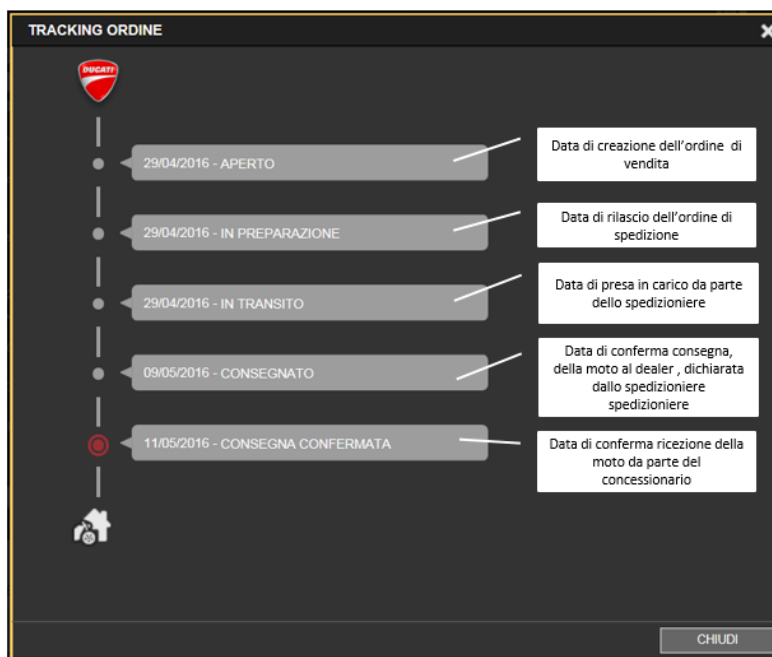 TRACKING ORDINE
DUCATI
29/04/2016 - APERTO
Data di creazione dell'ordine di
vendita
29/04/2016 - IN PREPARAZIONE
Data di rilascio dell'ordine di
spedizione
29/04/2016 - IN TRANSITO
Data di presa in carico da parte
dello spedizioniere
09/05/2016 - CONSEGNATO
Data di conferma consegna,
della moto al dealer , dichiarata
dallo spedizioniere
spedizioniere
11/05/2016 - CONSEGNA CONFERMATA
Data di conferma ricezione della
moto da parte del
concessionario
CHIUDI